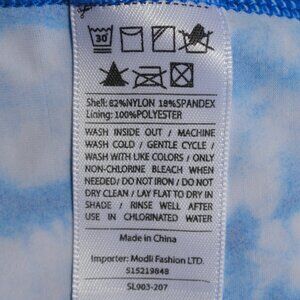 30
Shell: 82%NYLON 18%SPANDEX
Lining: 100%POLYESTER
WASH INSIDE OUT / MACHINE
WASH COLD / GENTLE CYCLE /
WASH WITH LIKE COLORS / ONLY
NON-CHLORINE BLEACH WHEN
NEEDED/ DO NOT IRON / DO NOT
DRY CLEAN / LAY FLAT TO DRY IN
SHADE / RINSE WELL AFTER
USE IN CHLORINATED WATER
Made in China
Importer: Modli Fashion LTD.
515219848
SL903-207